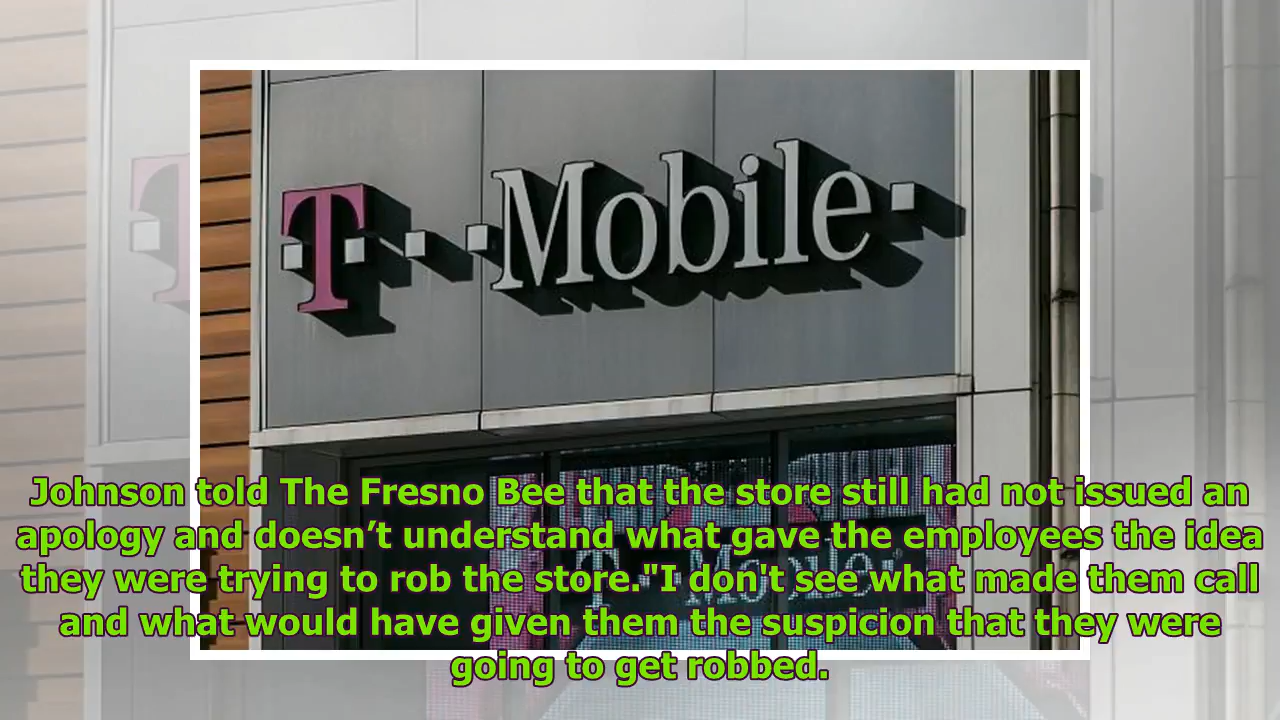 T··Mobile·
T··Mobile
Johnson told The Fresno Bee that the store still had not issued an
apology and doesn’t understand what gave the employees the idea
they were trying to rob the store."I don't see what made them call
and what would have given them the suspicion that they were
going to get robbed.